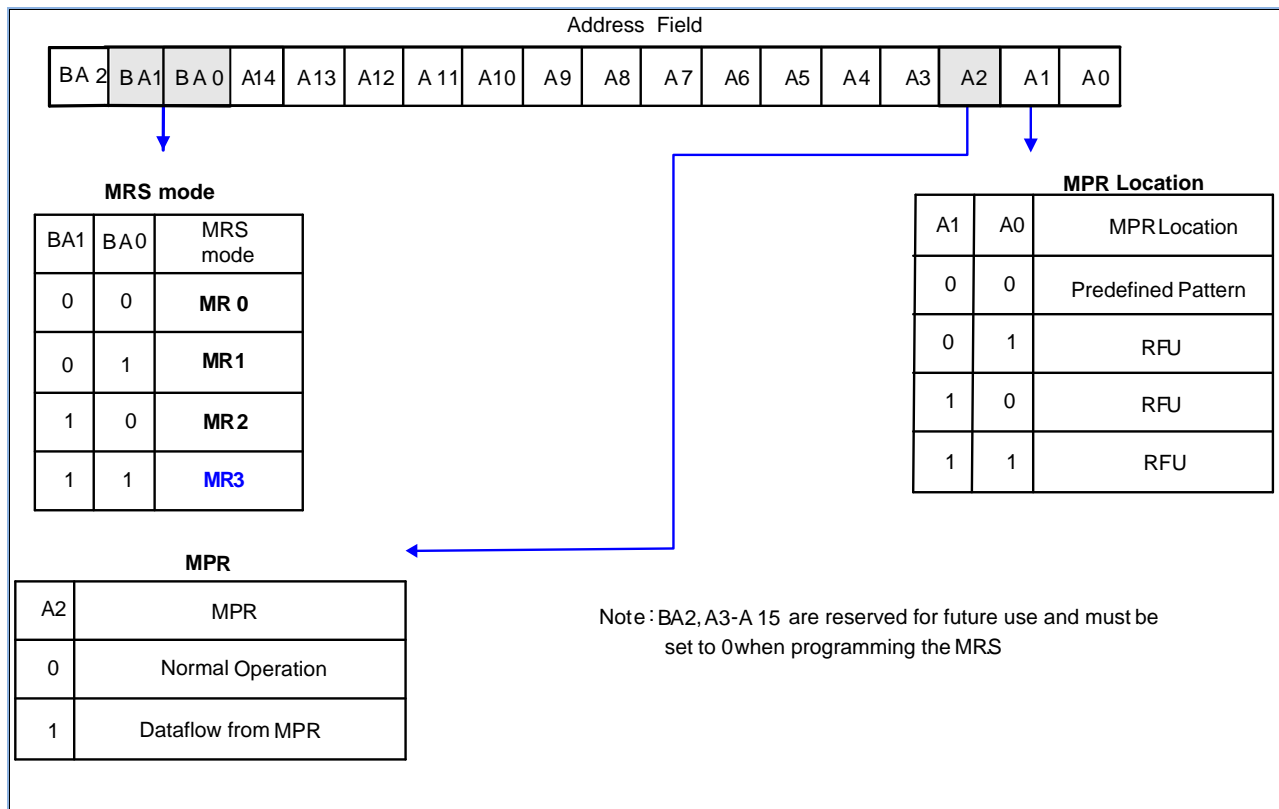 Address Field
BA 2 BA1 BA0 A14 A13 A12 A 11 A10 A9 A8 A7 A6 A5 A4 A3 A2 A1 A0
MRS mode
BA1 BA0 MRS mode
0 0 MR 0
0 1 MR1
1 0 MR2
1 1 MR3
MPR Location
A1 A0 MPR Location
0 0 Predefined Pattern
0 1 RFU
1 0 RFU
1 1 RFU
MPR
A2 MPR
0 Normal Operation
1 Dataflow from MPR
Note: BA2, A3-A 15 are reserved for future use and must be
set to 0 when programming the MRS